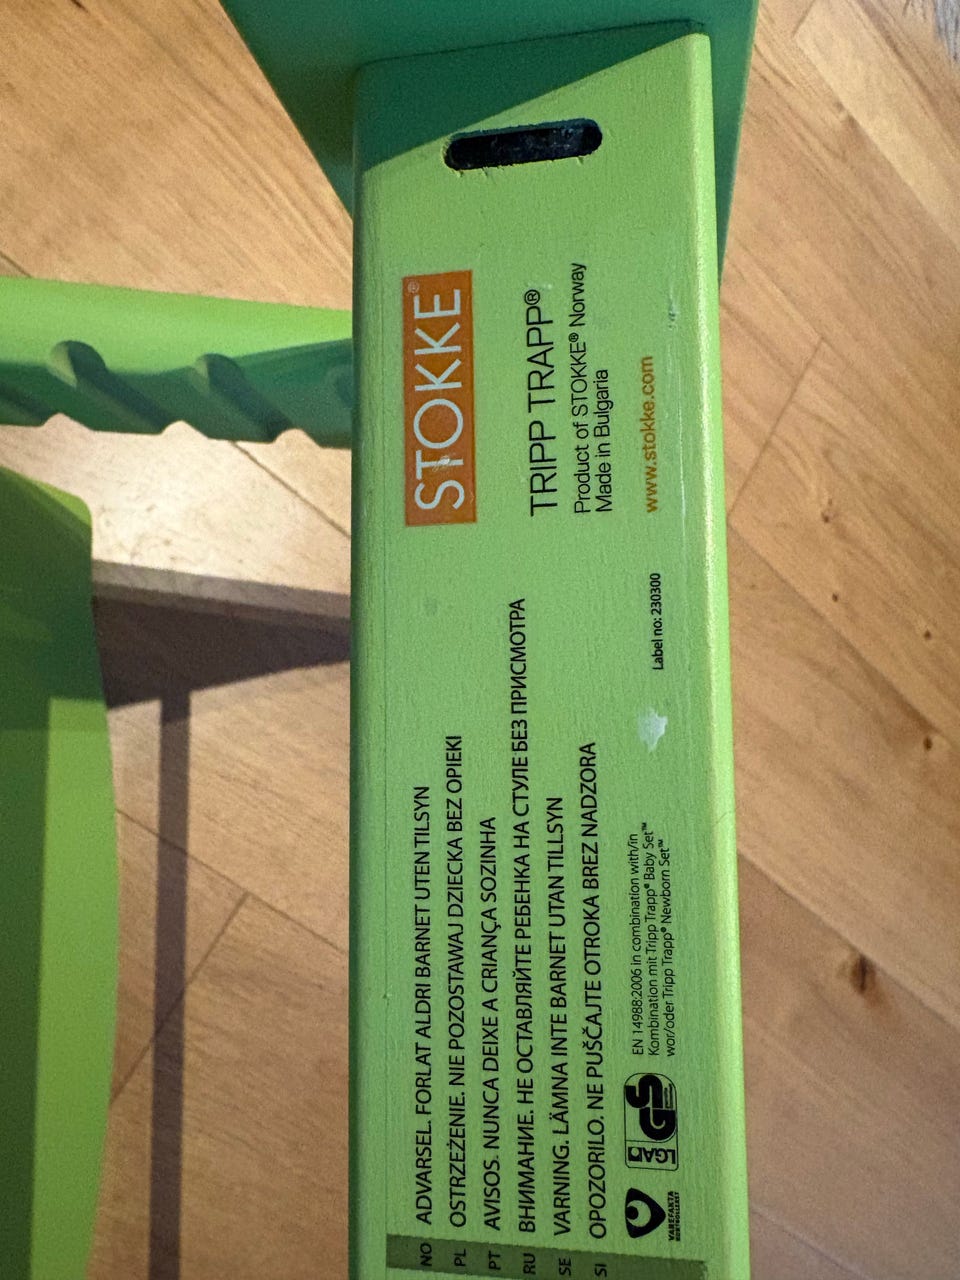 NO ADVARSEL. FORLAT ALDRI BARNET UTEN TILSYN
PL OSTRZEŻENIE. NIE POZOSTAWAJ DZIECKA BEZ OPIEKI
PT AVISOS. NUNCA DEIXE A CRIANÇA SOZINHA
RU ВНИМАНИЕ. НЕ ОСТАВЛЯЙТЕ РЕБЕНКА НА СТУЛЕ БЕЗ ПРИСМОТРА
SE VARNING. LÄMNA INTE BARNET UTAN TILLSYN
SI OPOZORILO. NE PUŠČAJTE OTROKA BREZ NADZORA
VAREFAKTA
KONTROLLERET
GS
EN 14988:2006 in combination with/in
Kombination mit Tripp Trapp® Baby Set™
wor/oder Tripp Trapp® Newborn Set™
Label no: 230300
STOKKE®
TRIPP TRAPP®
Product of STOKKE® Norway
Made in Bulgaria
www.stokke.com